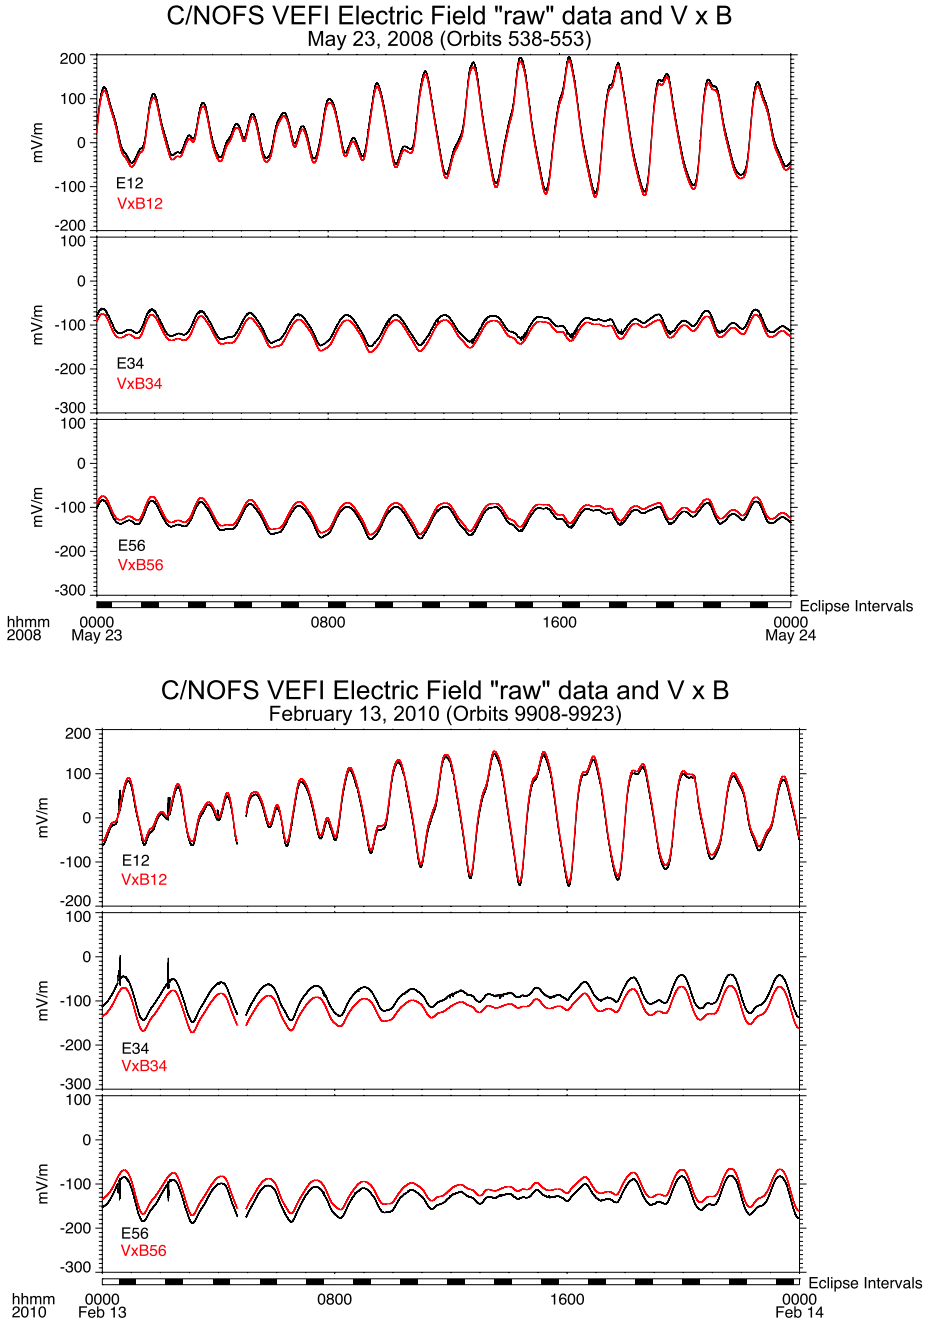 C/NOFS VEFI Electric Field "raw" data and V x B
May 23, 2008 (Orbits 538-553)
200
100
0
-100
-200
mV/m
E12
VxB12
100
0
-100
-200
-300
mV/m
E34
VxB34
100
0
-100
-200
-300
mV/m
E56
VxB56
Eclipse Intervals
hhmm 0000 0800 1600 0000
2008 May 23 May 24
C/NOFS VEFI Electric Field "raw" data and V x B
February 13, 2010 (Orbits 9908-9923)
200
100
0
-100
-200
mV/m
E12
VxB12
100
0
-100
-200
-300
mV/m
E34
VxB34
100
0
-100
-200
-300
mV/m
E56
VxB56
Eclipse Intervals
hhmm 0000 0800 1600 0000
2010 Feb 13 Feb 14